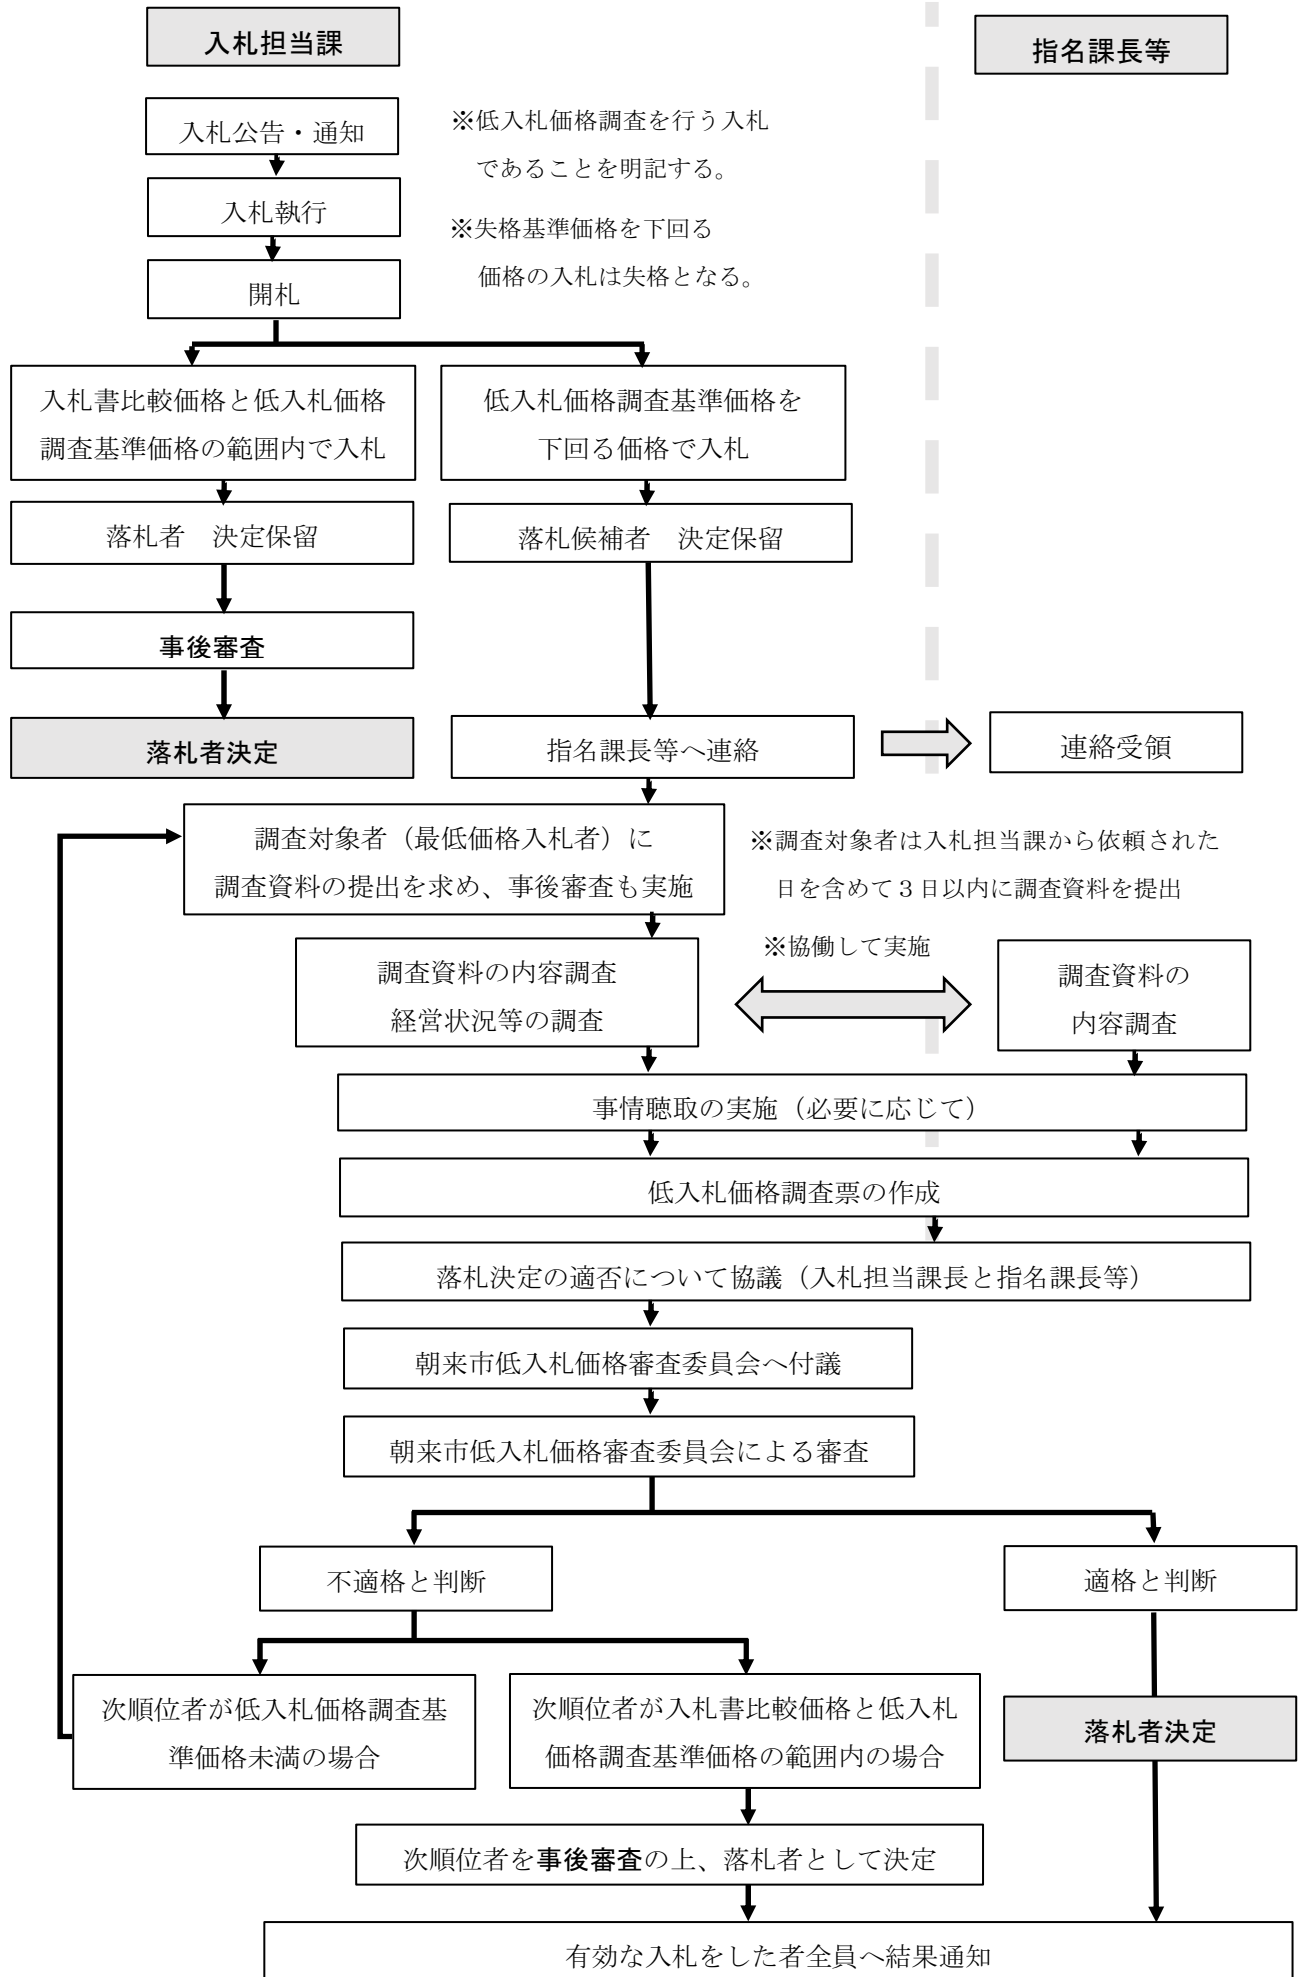 入札担当課
指名課長等
入札公告・通知
※低入札価格調査を行う入札
であることを明記する。
入札執行
※失格基準価格を下回る
価格の入札は失格となる。
開札
入札書比較価格と低入札価格
調査基準価格の範囲内で入札
低入札価格調査基準価格を
下回る価格で入札
落札者　決定保留
落札候補者　決定保留
事後審査
落札者決定
指名課長等へ連絡
連絡受領
調査対象者（最低価格入札者）に
調査資料の提出を求め、事後審査も実施
※調査対象者は入札担当課から依頼された
日を含めて３日以内に調査資料を提出
※協働して実施
調査資料の内容調査
経営状況等の調査
調査資料の
内容調査
事情聴取の実施（必要に応じて）
低入札価格調査票の作成
落札決定の適否について協議（入札担当課長と指名課長等）
朝来市低入札価格審査委員会へ付議
朝来市低入札価格審査委員会による審査
不適格と判断
適格と判断
次順位者が低入札価格調査基
準価格未満の場合
次順位者が入札書比較価格と低入札
価格調査基準価格の範囲内の場合
落札者決定
次順位者を事後審査の上、落札者として決定
有効な入札をした者全員へ結果通知